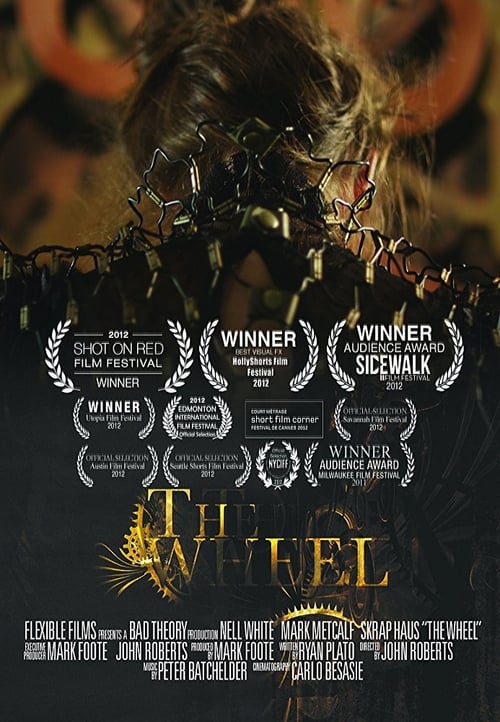 2012
SHOT ON RED
FILM FESTIVAL
WINNER
WINNER
BEST VISUAL FX
HollyShorts Film
Festival
2012
WINNER
AUDIENCE AWARD
SIDEWALK
FILM FESTIVAL
2012
WINNER
Utopia Film Festival
2012
2012
EDMONTON
INTERNATIONAL
FILM FESTIVAL
Official Selection
COURT MÉTRAGE
short film corner
FESTIVAL DE CANNES 2012
OFFICIAL SELECTION
Savannah Film Festival
2012
OFFICIAL SELECTION
Austin Film Festival
2012
OFFICIAL SELECTION
Seattle Shorts Film Festival
2012
Official
Selection
NYCIFF
2012
WINNER
AUDIENCE AWARD
MILWAUKEE FILM FESTIVAL
2011
THE
WHEEL
FLEXIBLE FILMS PRESENTS A BAD THEORY PRODUCTION NELL WHITE MARK METCALF SKRAP HAUS "THE WHEEL"
EXECUTIVE PRODUCER MARK FOOTE JOHN ROBERTS PRODUCED BY MARK FOOTE WRITTEN BY RYAN PLATO DIRECTED BY JOHN ROBERTS
MUSIC BY PETER BATCHELDER CINEMATOGRAPHY CARLO BESASIE